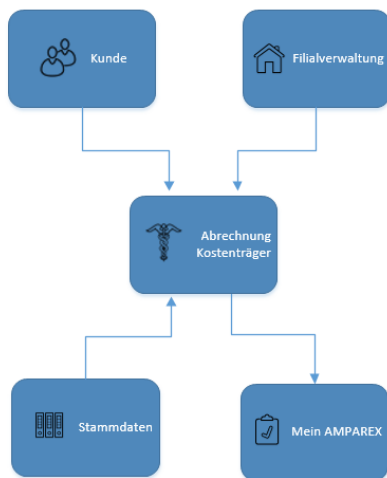 Kunde
Filialverwaltung
Abrechnung
Kostenträger
Stammdaten
Mein AMPAREX